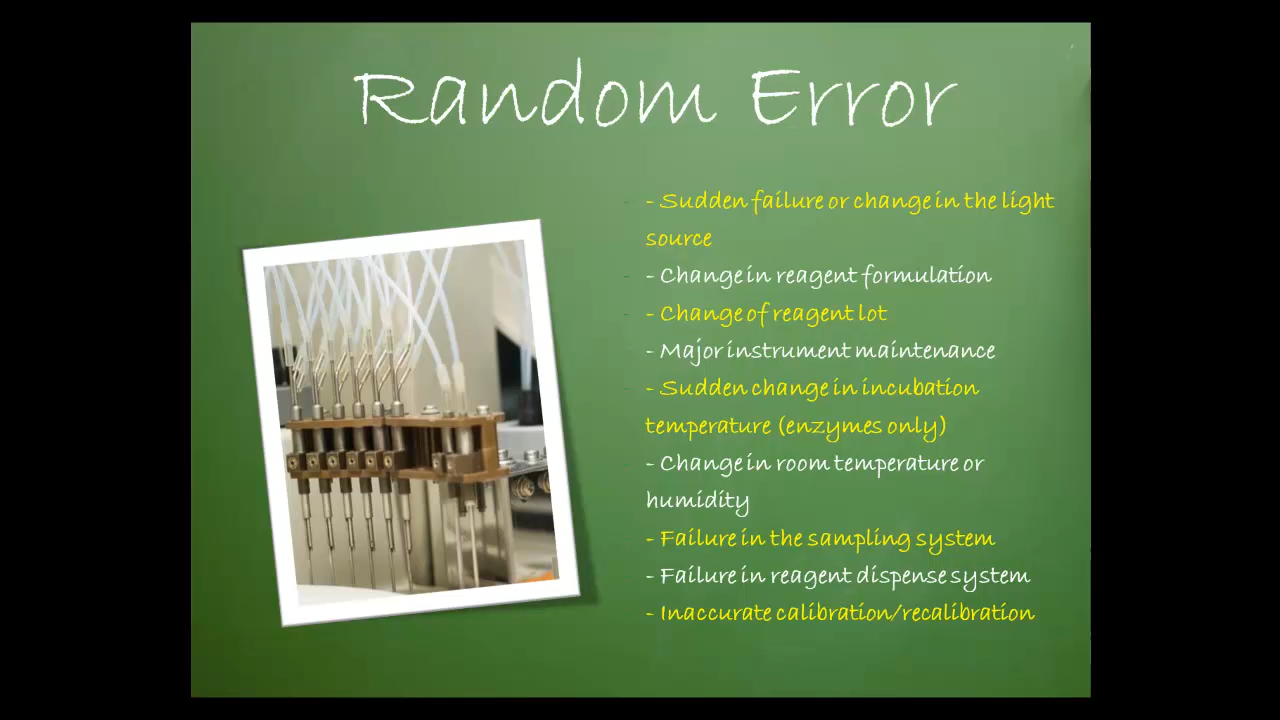 Random Error
- Sudden failure or change in the light
source
- Change in reagent formulation
- Change of reagent lot
- Major instrument maintenance
- Sudden change in incubation
temperature (enzymes only)
- Change in room temperature or
humidity
- Failure in the sampling system
- Failure in reagent dispense system
- Inaccurate calibration/recalibration